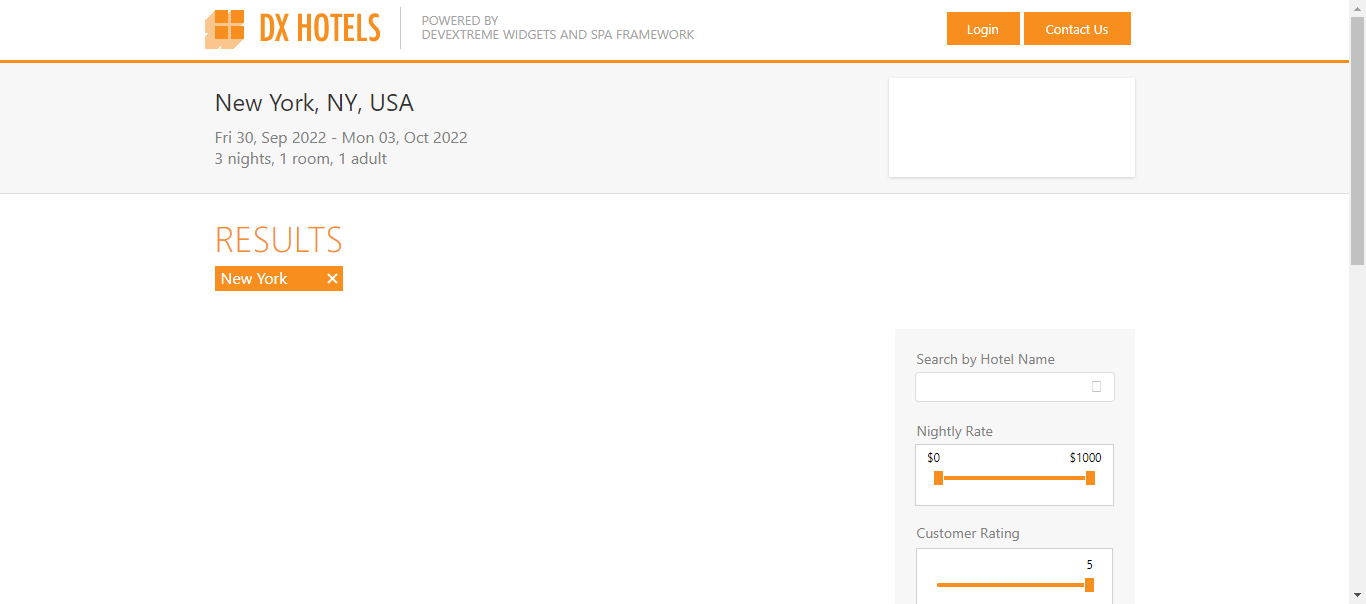 DX HOTELS
POWERED BY
DEVEXTREME WIDGETS AND SPA FRAMEWORK
Login
Contact Us
New York, NY, USA
Fri 30, Sep 2022 - Mon 03, Oct 2022
3 nights, 1 room, 1 adult
RESULTS
New York
Search by Hotel Name
Nightly Rate
$0 $1000
Customer Rating
5